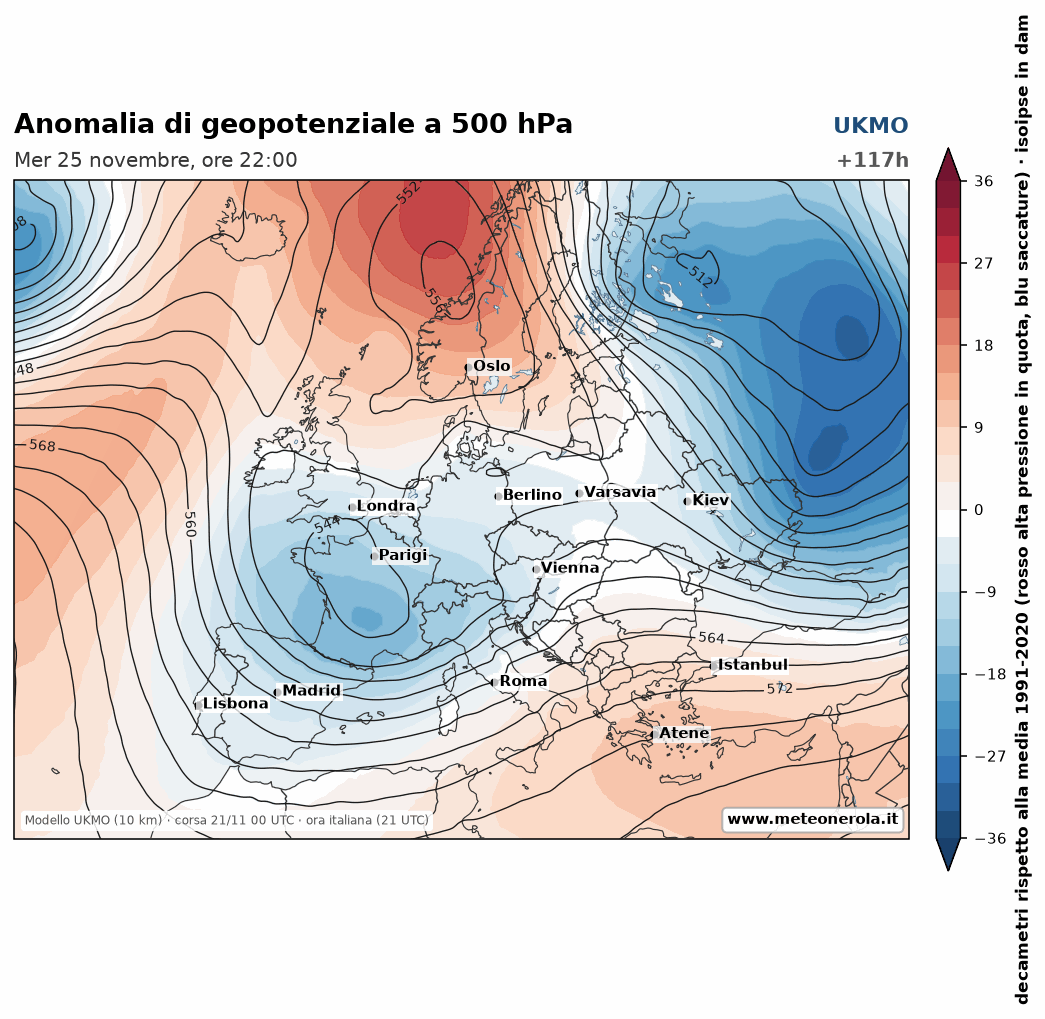 Anomalia di geopotenziale a 500 hPa
UKMO
Mer 25 novembre, ore 22:00
+117h
552
556
512
48
568
560
544
564
572
Oslo
Londra
Berlino
Varsavia
Kiev
Parigi
Vienna
Roma
Istanbul
Madrid
Lisbona
Atene
Modello UKMO (10 km) · corsa 21/11 00 UTC · ora italiana (21 UTC)
www.meteonerola.it
36
27
18
9
0
−9
−18
−27
−36
decametri rispetto alla media 1991-2020 (rosso alta pressione in quota, blu saccature) · isoipse in dam